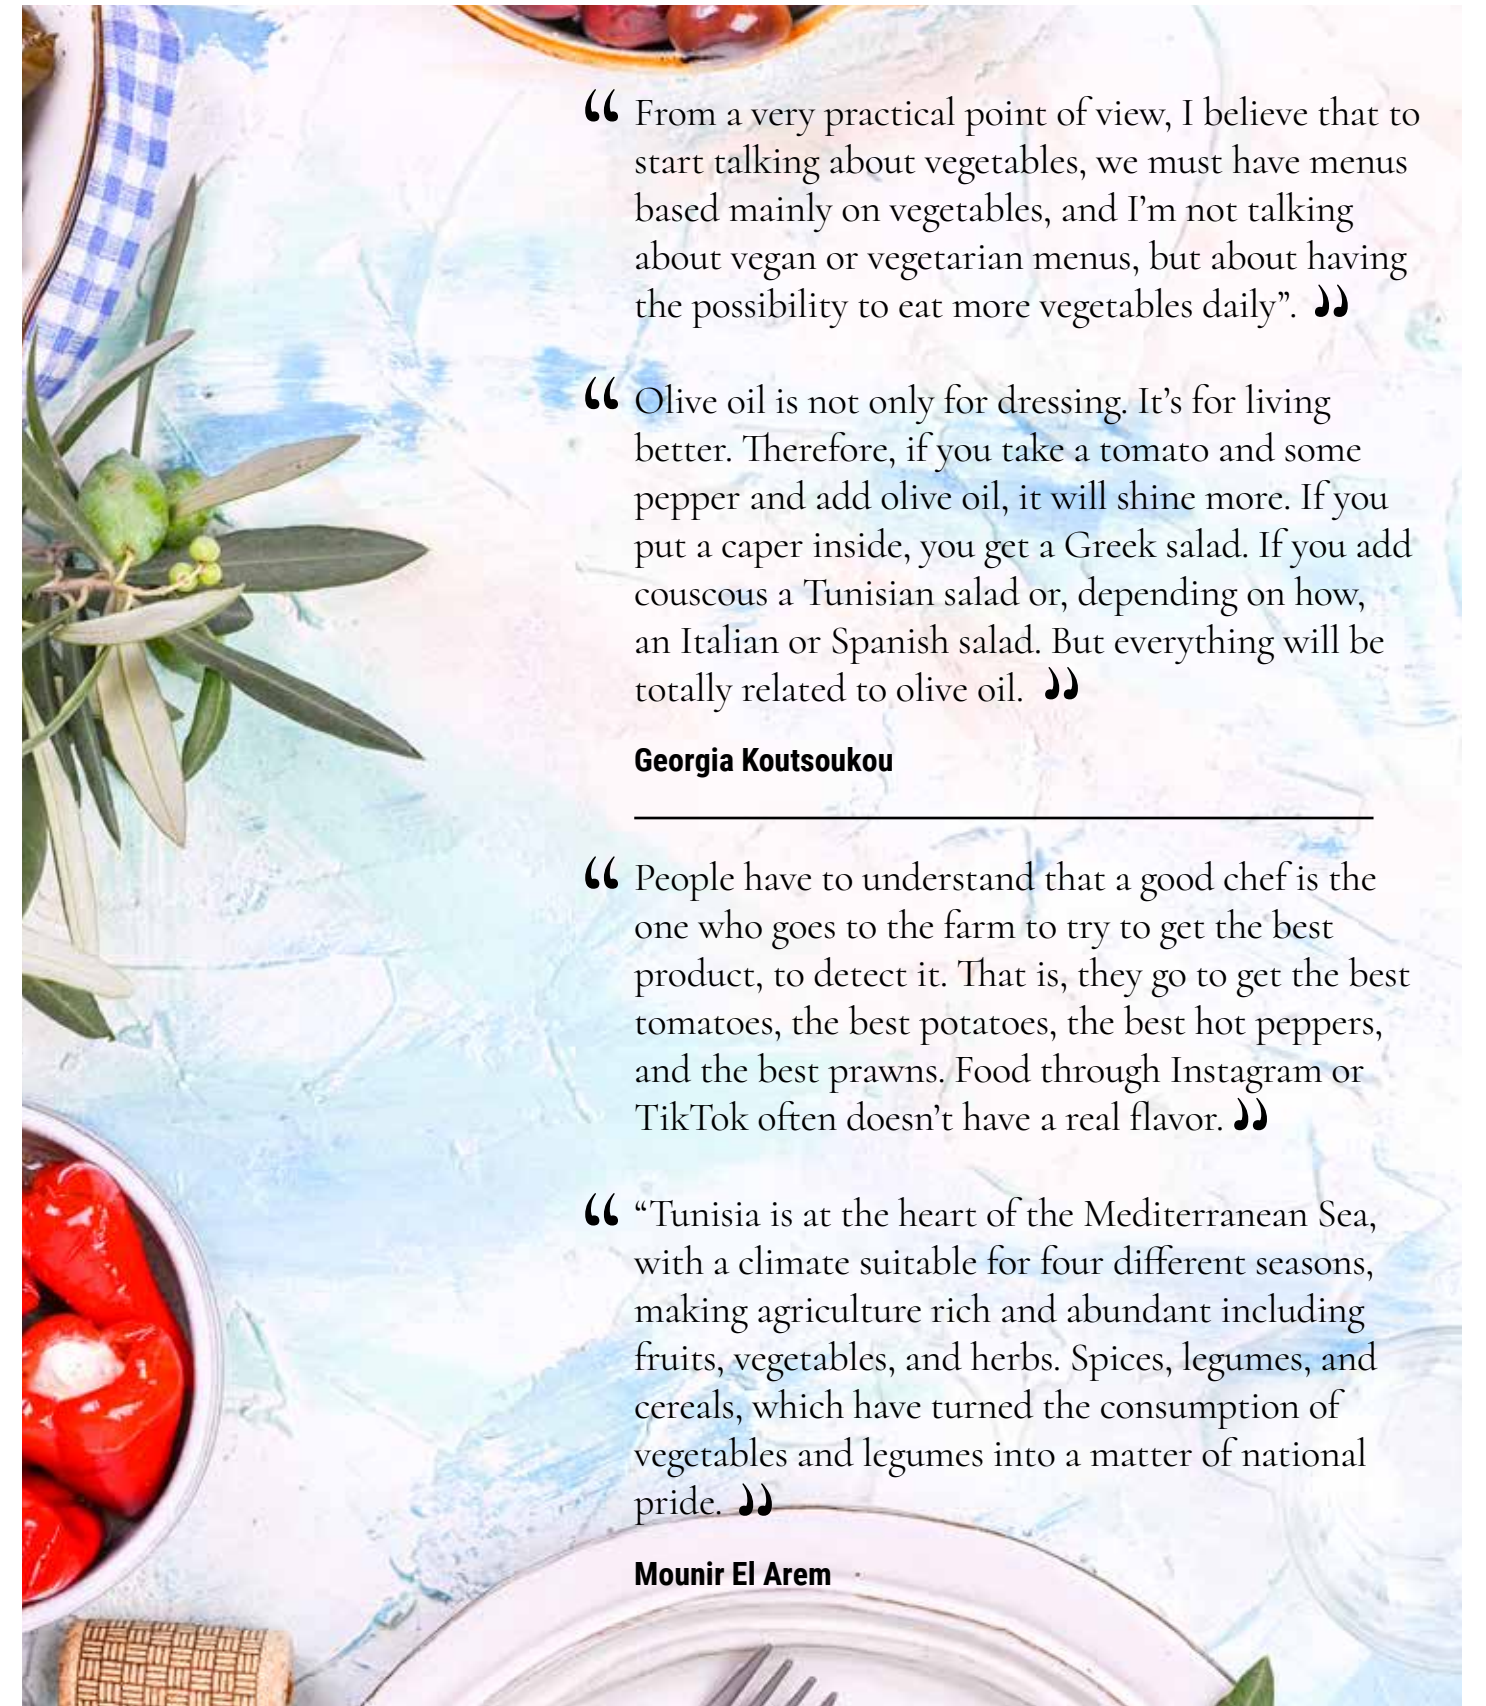 “ From a very practical point of view, I believe that to
start talking about vegetables, we must have menus
based mainly on vegetables, and I’m not talking
about vegan or vegetarian menus, but about having
the possibility to eat more vegetables daily”. ”
“ Olive oil is not only for dressing. It’s for living
better. Therefore, if you take a tomato and some
pepper and add olive oil, it will shine more. If you
put a caper inside, you get a Greek salad. If you add
couscous a Tunisian salad or, depending on how,
an Italian or Spanish salad. But everything will be
totally related to olive oil. ”
Georgia Koutsoukou
“ People have to understand that a good chef is the
one who goes to the farm to try to get the best
product, to detect it. That is, they go to get the best
tomatoes, the best potatoes, the best hot peppers,
and the best prawns. Food through Instagram or
TikTok often doesn’t have a real flavor. ”
“ “Tunisia is at the heart of the Mediterranean Sea,
with a climate suitable for four different seasons,
making agriculture rich and abundant including
fruits, vegetables, and herbs. Spices, legumes, and
cereals, which have turned the consumption of
vegetables and legumes into a matter of national
pride. ”
Mounir El Arem